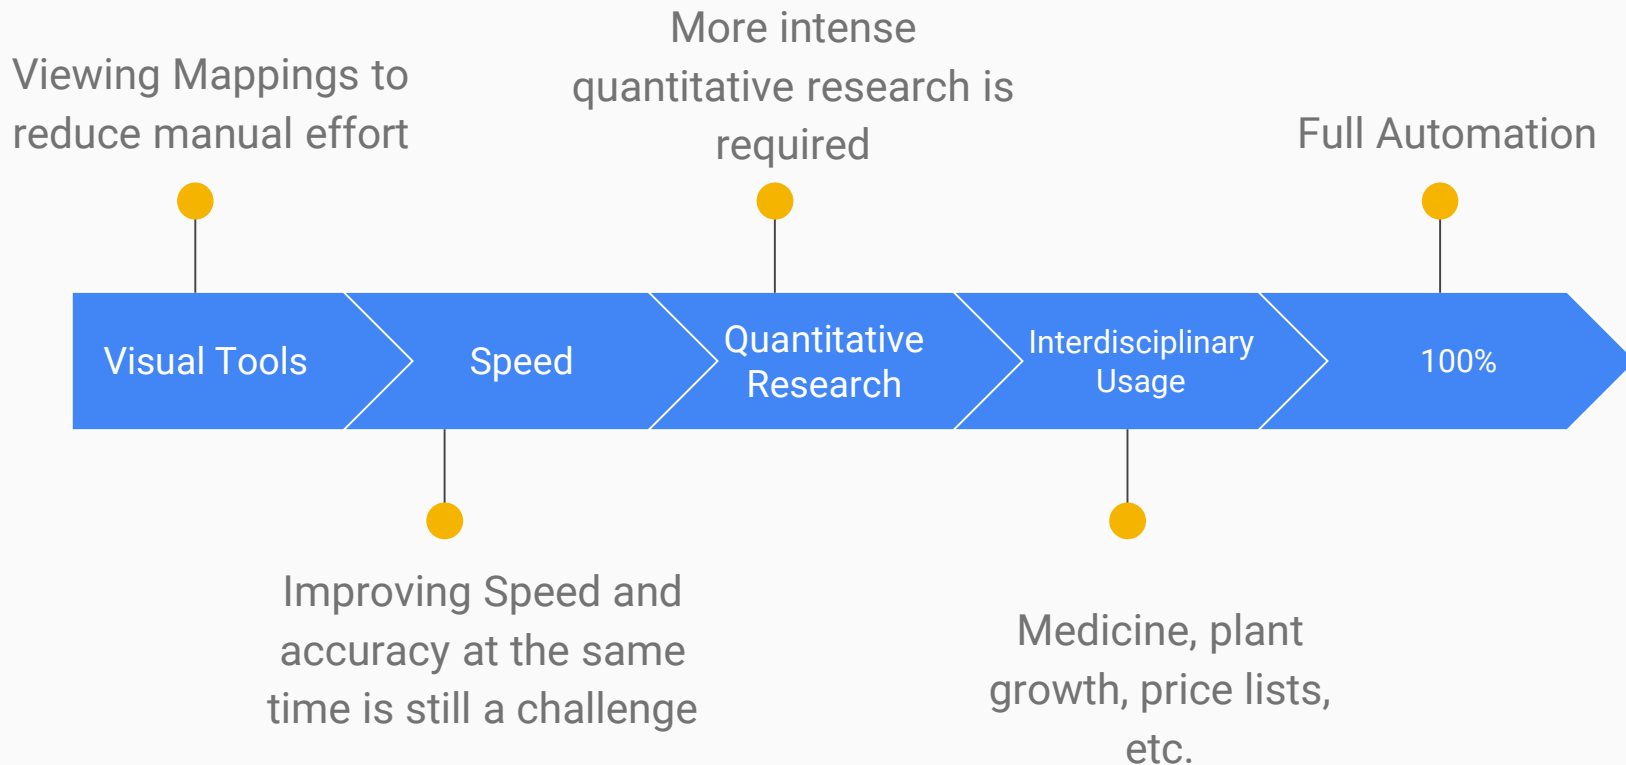 Viewing Mappings to
reduce manual effort
More intense
quantitative research is
required
Full Automation
Visual Tools
Speed
Quantitative
Research
Interdisciplinary
Usage
100%
Improving Speed and
accuracy at the same
time is still a challenge
Medicine, plant
growth, price lists,
etc.